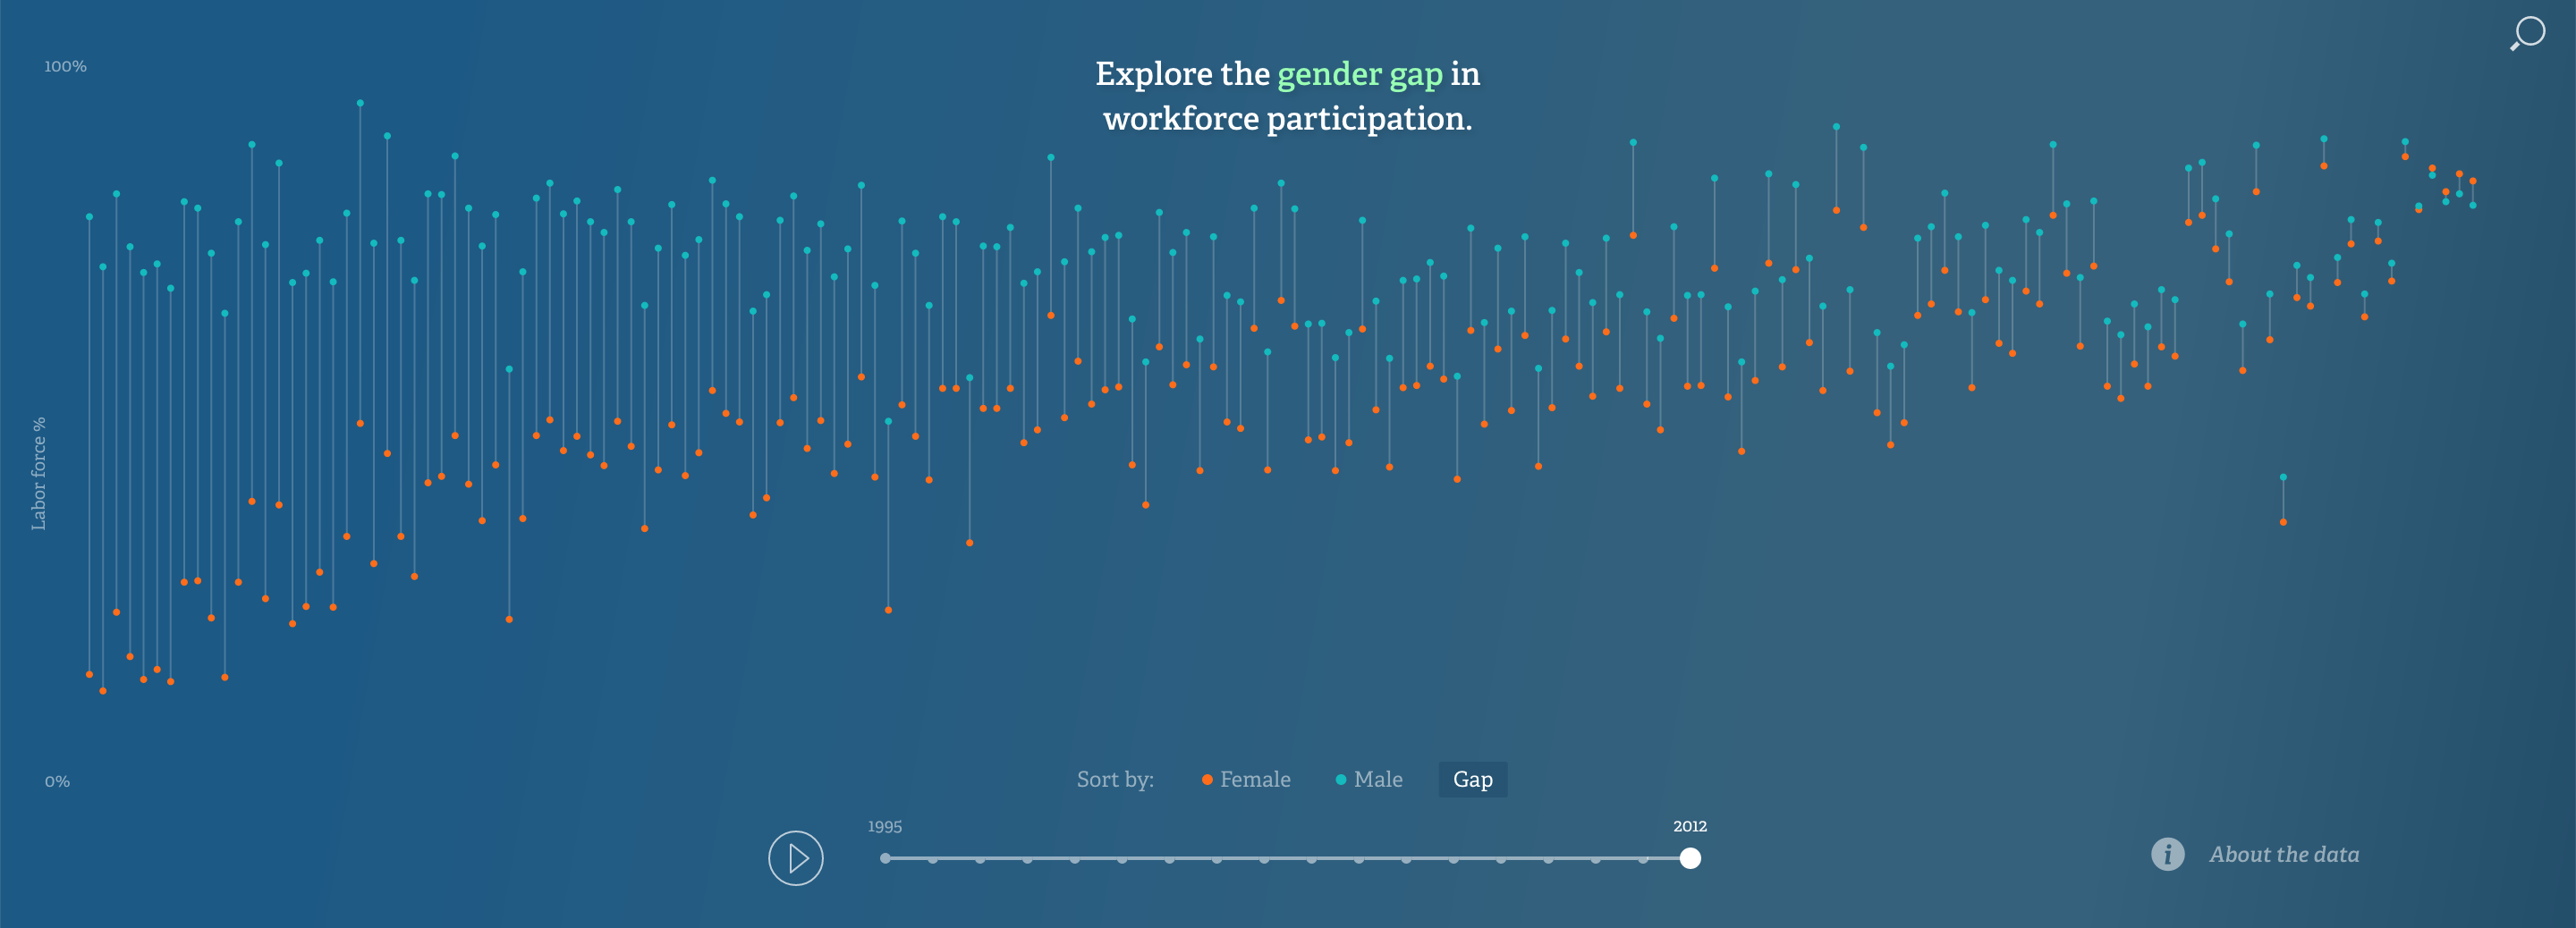 100%
Explore the gender gap in
workforce participation.
Labor force %
0%
Sort by: Female Male Gap
1995
2012
i About the data